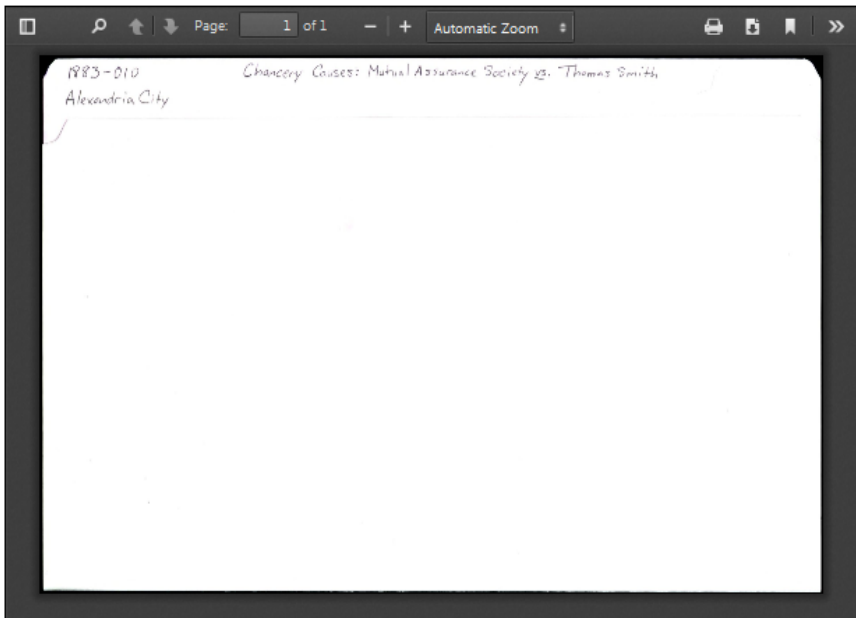 Page: 1 of 1 − + Automatic Zoom
1883-010 Chancery Causes: Mutual Assurance Society vs. Thomas Smith
Alexandria City